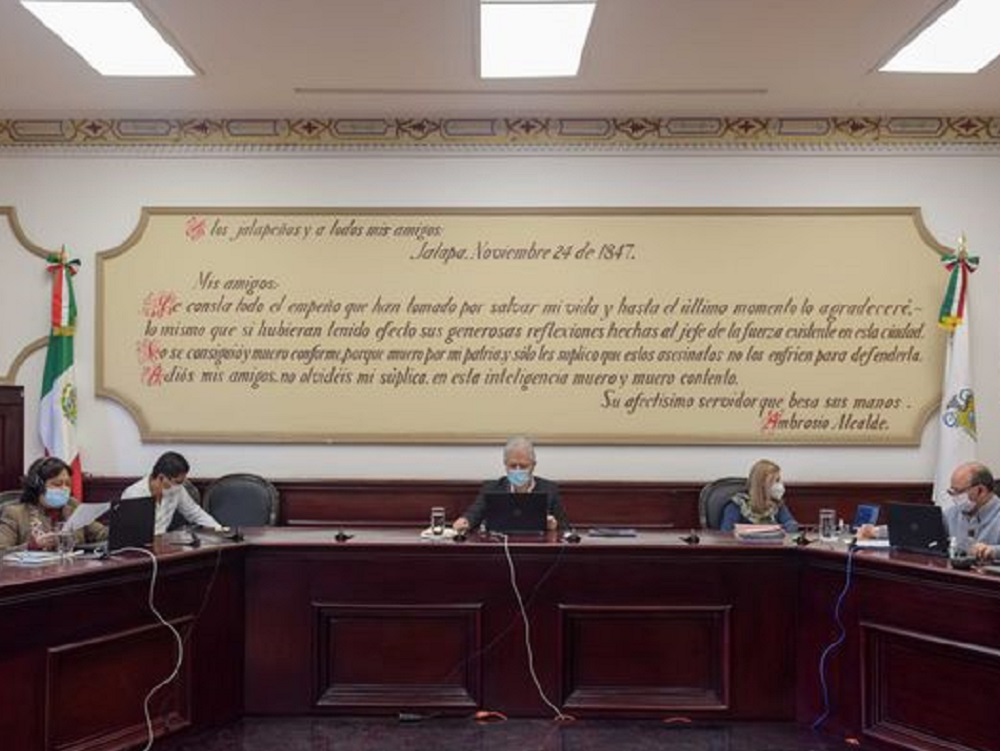 A los jalapeños y a todos mis amigos:
Jalapa, Noviembre 24 de 1847.
Mis amigos:
Me consta todo el empeño que han tomado por salvar mi vida y hasta el último momento lo agradeceré,-
lo mismo que si hubieran tenido efecto sus generosas reflexiones hechas al jefe de la fuerza existente en esta ciudad.
No se consiguió y muero conforme, porque muero por mi patria, y sólo les suplico que estos asesinatos no los enfríen para defenderla.
Adiós mis amigos, no olvidéis mi súplica, en esta inteligencia muero y muero contento.
Su afectísimo servidor que besa sus manos.
Ambrosio Alcalde.